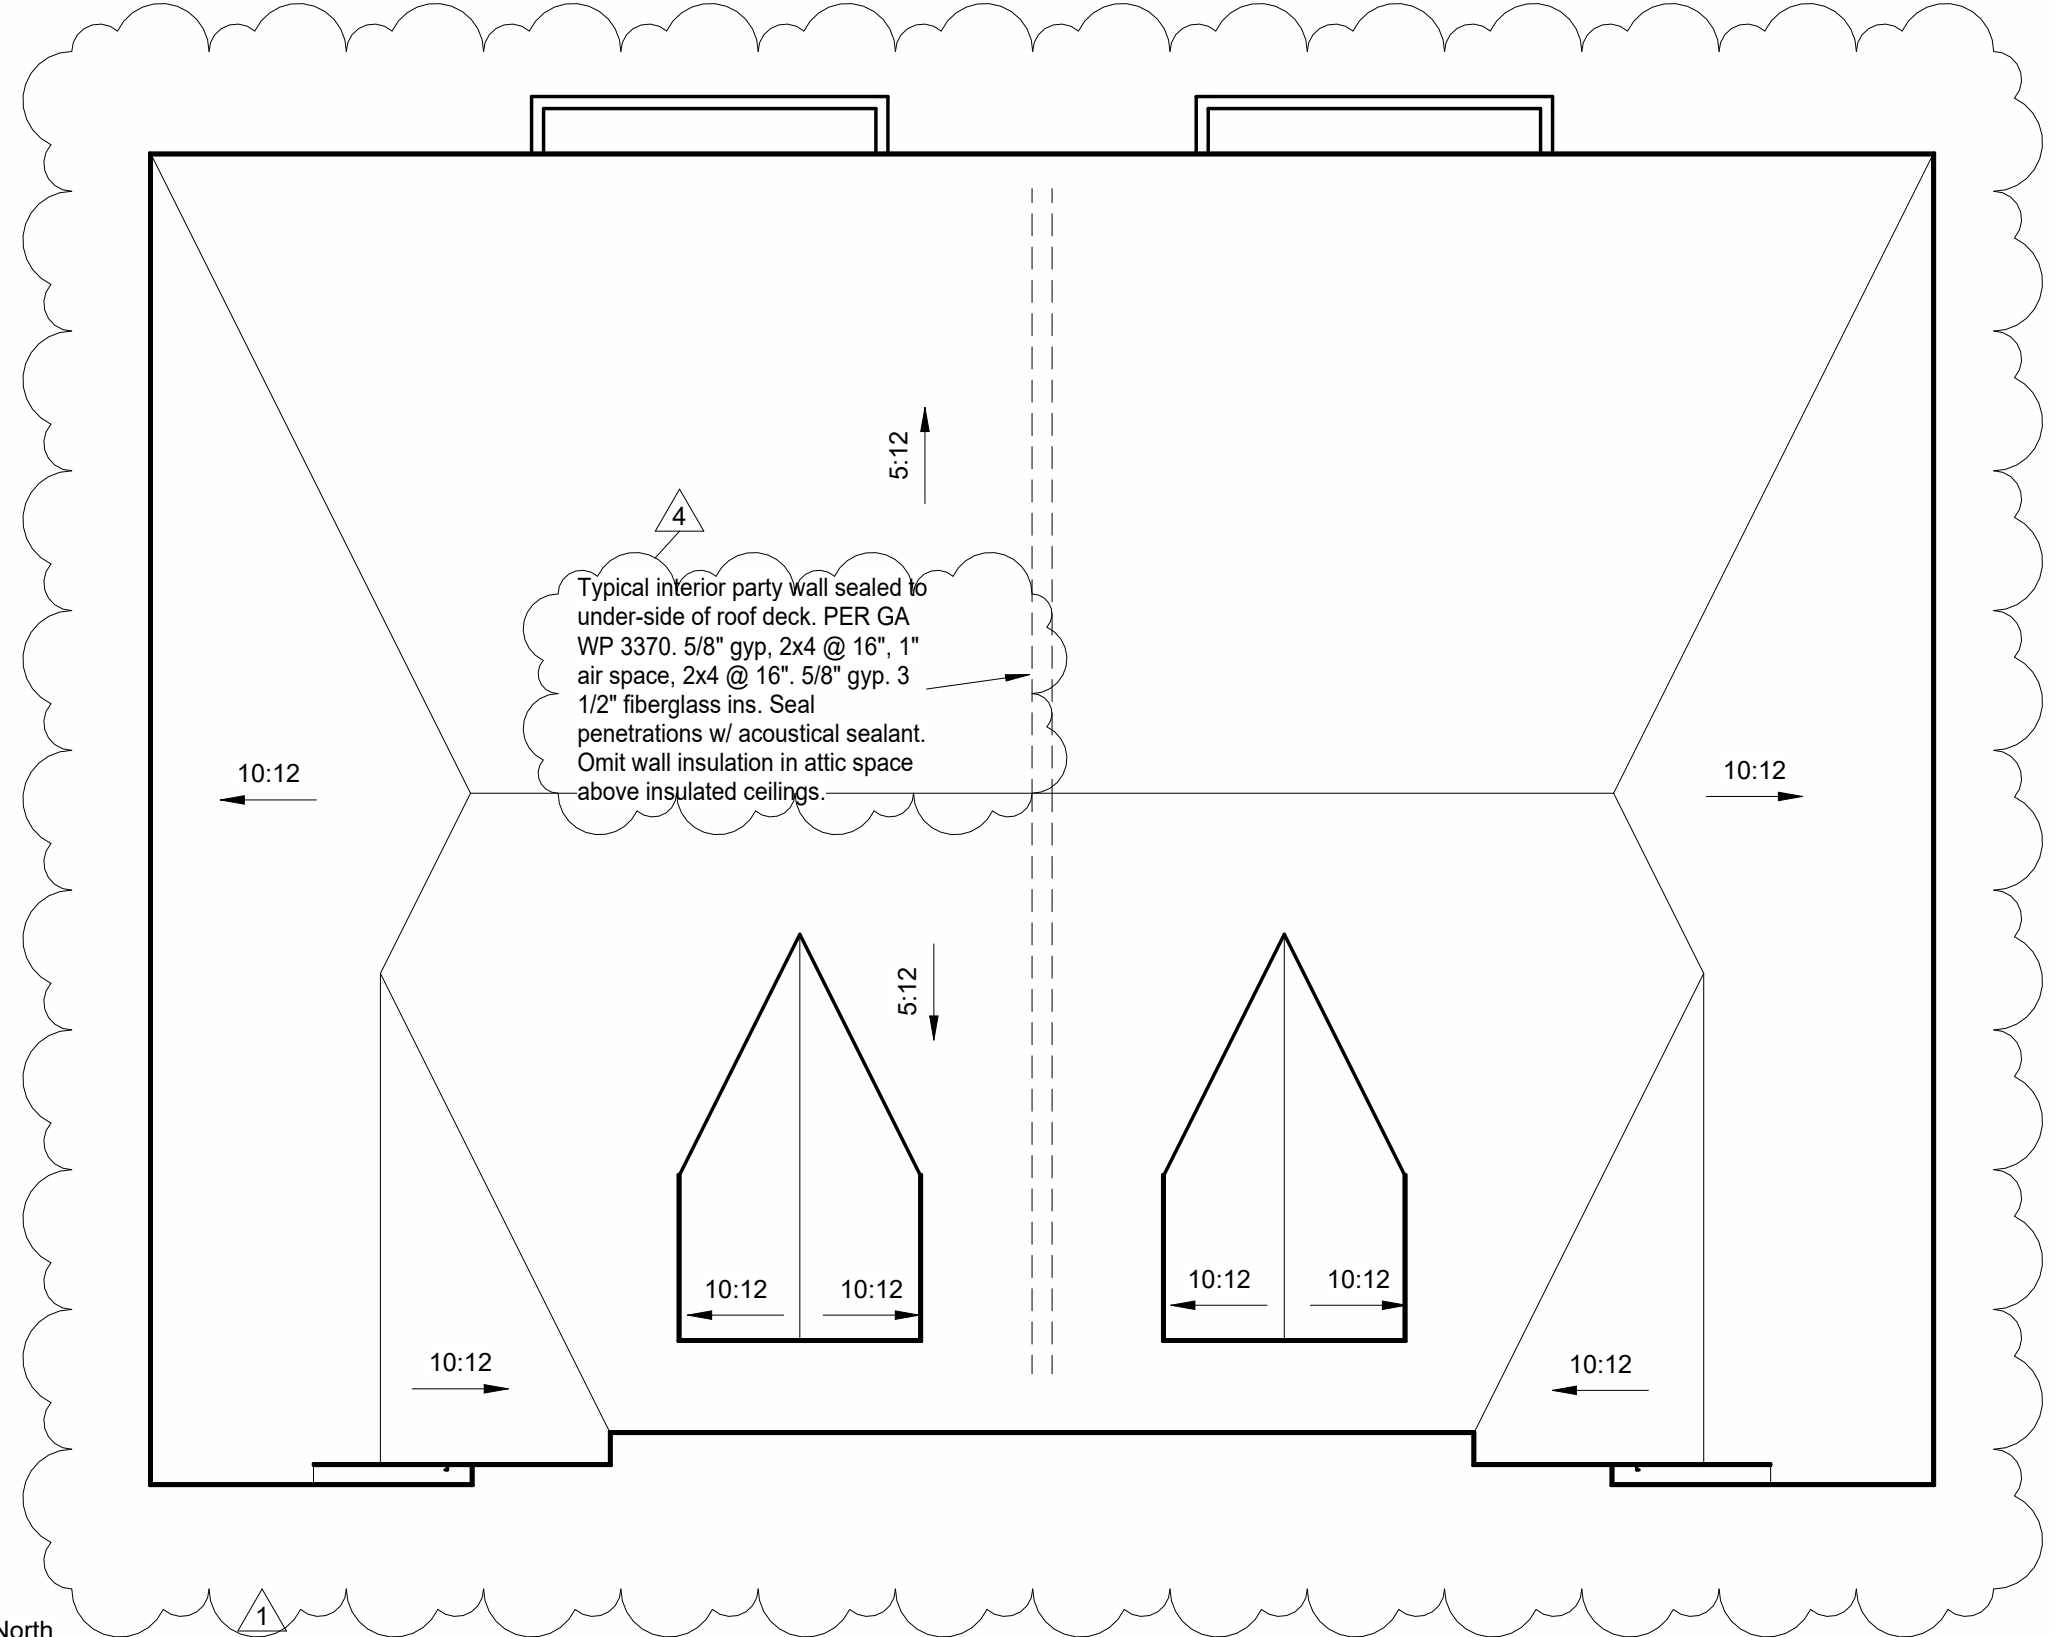 5:12
4
Typical interior party wall sealed to
under-side of roof deck. PER GA
WP 3370. 5/8" gyp, 2x4 @ 16", 1"
air space, 2x4 @ 16". 5/8" gyp. 3
1/2" fiberglass ins. Seal
penetrations w/ acoustical sealant.
Omit wall insulation in attic space
above insulated ceilings.
10:12
10:12
5:12
10:12
10:12
10:12
10:12
10:12
10:12
1
North